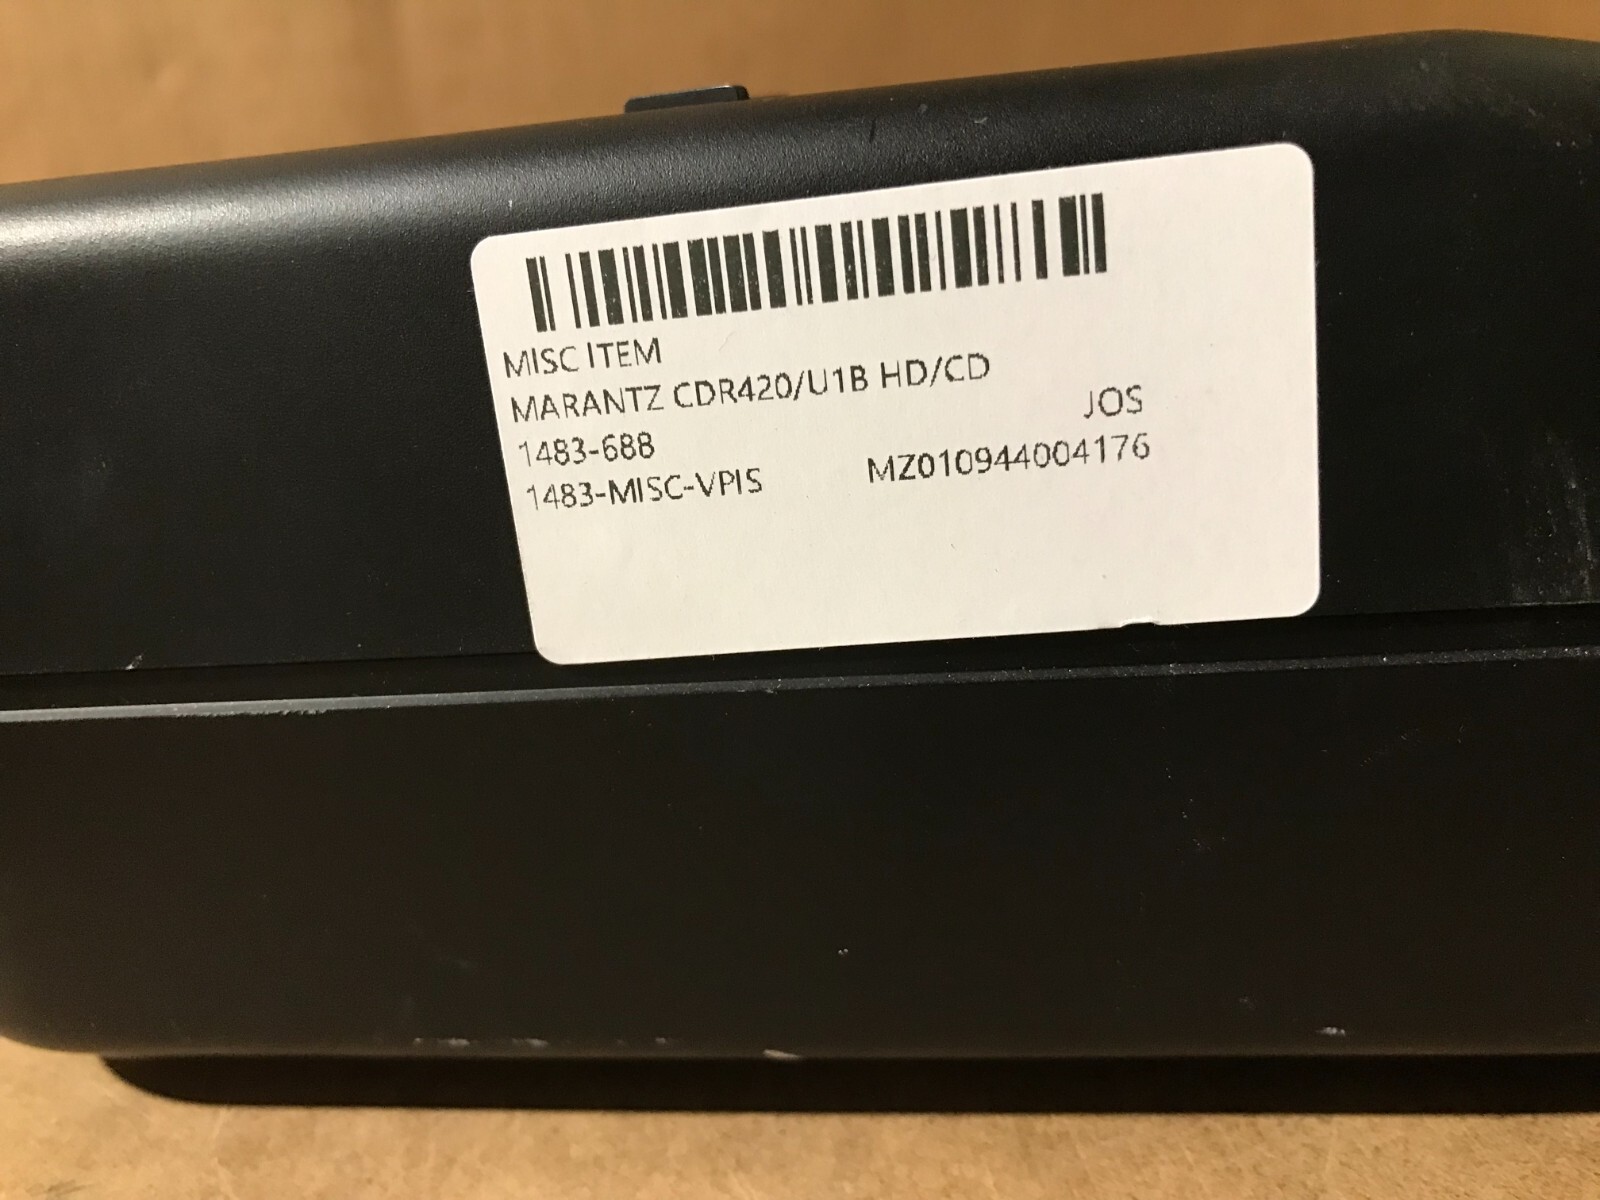 MISC ITEM
MARANTZ CDR420/U1B HD/CD
JOS
1483-688
1483-MISC-VPIS MZ010944004176